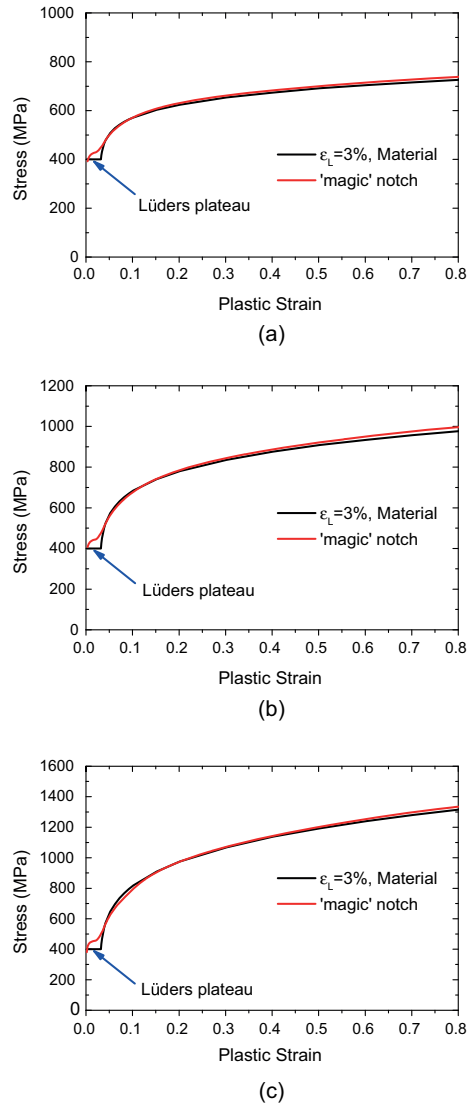 1000
800
600
400
200
0
Stress (MPa)
ε_L=3%, Material
'magic' notch
Lüders plateau
0.0 0.1 0.2 0.3 0.4 0.5 0.6 0.7 0.8
Plastic Strain
(a)
1200
1000
800
600
400
200
0
Stress (MPa)
ε_L=3%, Material
'magic' notch
Lüders plateau
0.0 0.1 0.2 0.3 0.4 0.5 0.6 0.7 0.8
Plastic Strain
(b)
1600
1400
1200
1000
800
600
400
200
0
Stress (MPa)
ε_L=3%, Material
'magic' notch
Lüders plateau
0.0 0.1 0.2 0.3 0.4 0.5 0.6 0.7 0.8
Plastic Strain
(c)